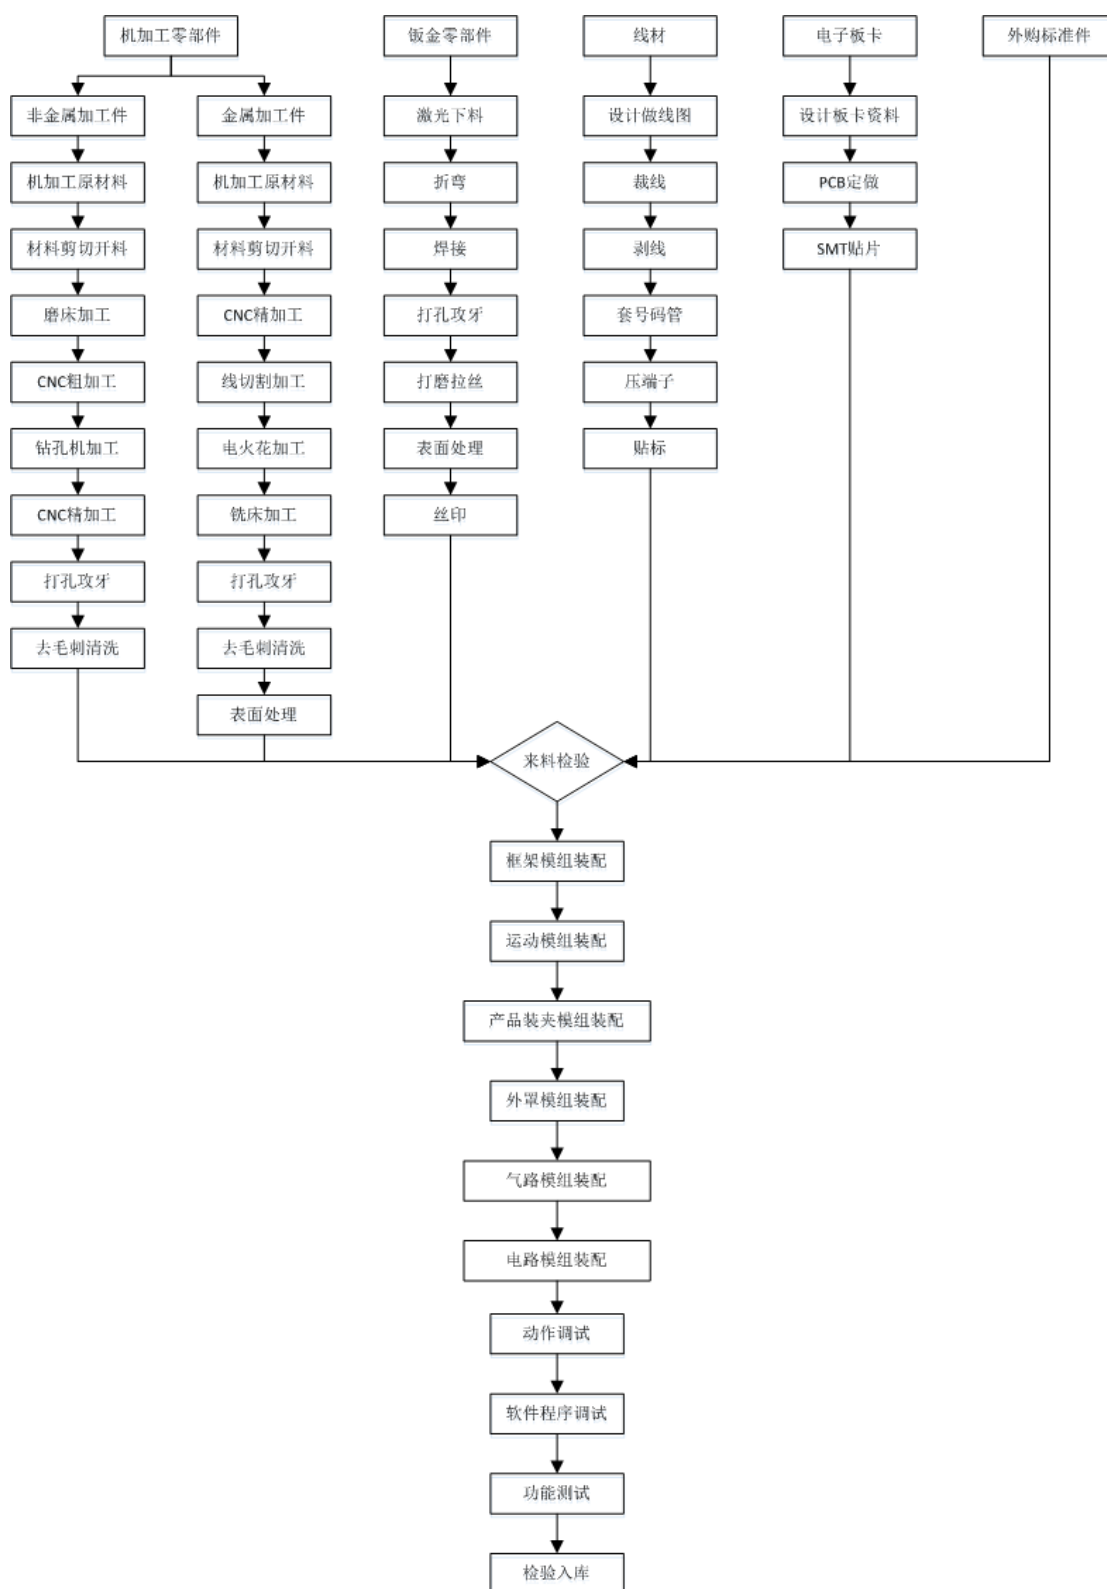 机加工零部件
钣金零部件
线材
电子板卡
外购标准件
非金属加工件
金属加工件
激光下料
设计做线图
设计板卡资料
机加工原材料
机加工原材料
折弯
裁线
PCB定做
材料剪切开料
材料剪切开料
焊接
剥线
SMT贴片
磨床加工
CNC精加工
打孔攻牙
套号码管
CNC粗加工
线切割加工
打磨拉丝
压端子
钻孔机加工
电火花加工
表面处理
贴标
CNC精加工
铣床加工
丝印
打孔攻牙
打孔攻牙
去毛刺清洗
去毛刺清洗
表面处理
来料检验
框架模组装配
运动模组装配
产品装夹模组装配
外罩模组装配
气路模组装配
电路模组装配
动作调试
软件程序调试
功能测试
检验入库